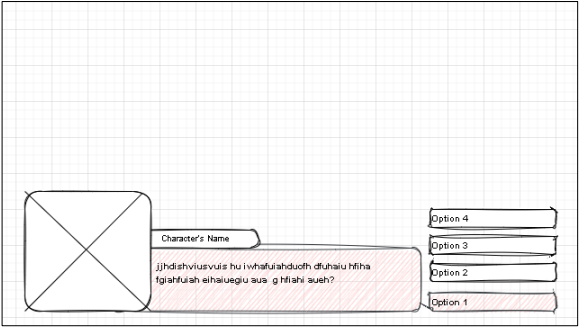 Option 4
Character's Name
Option 3
jjhdishviusvuis hu iwhafuiahduofh dfuhaiu hfiha
fgiahfuiah eihaiuegiu aua g hfiahi aueh?
Option 2
Option 1